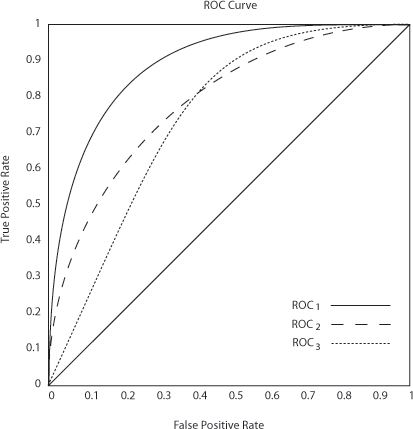 ROC Curve
True Positive Rate
1
0.9
0.8
0.7
0.6
0.5
0.4
0.3
0.2
0.1
0
ROC 1
ROC 2
ROC 3
0 0.1 0.2 0.3 0.4 0.5 0.6 0.7 0.8 0.9 1
False Positive Rate